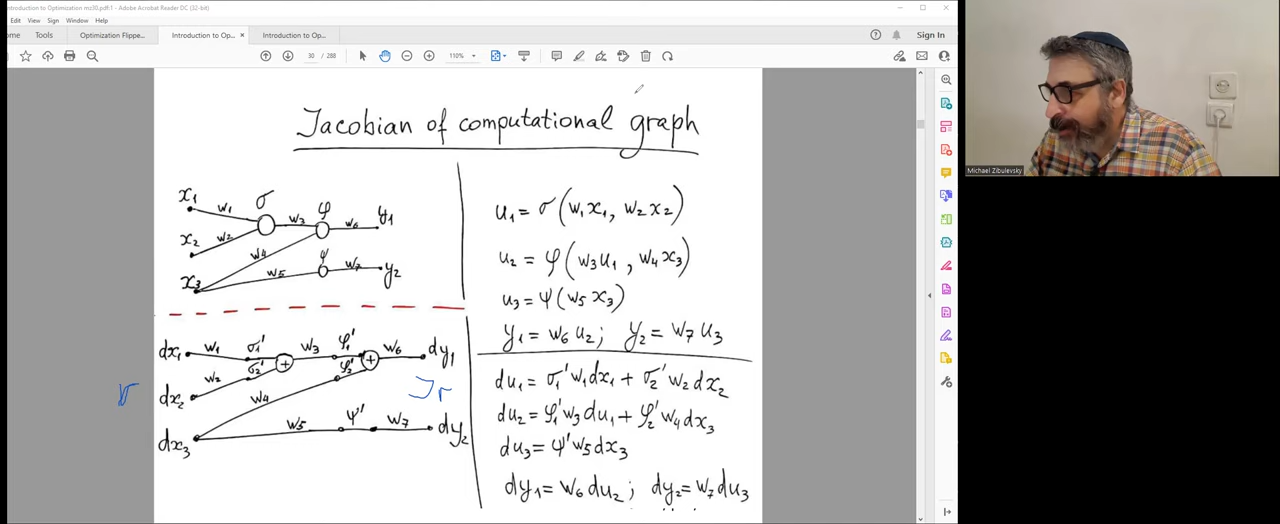 Introduction to Optimization mc30.pdf:1 - Adobe Acrobat Reader DC (32-bit)
Edit View Sign Window Help
ome Tools Optimization Flippe... Introduction to Op... × Introduction to Op... Sign In
30 / 288 110%
Jacobian of computational graph
x₁ w₁ σ w₃ φ w₆ y₁
x₂ w₂ w₄ ψ w₇ y₂
x₃ w₅
u₁ = σ(w₁x₁, w₂x₂)
u₂ = φ(w₃u₁, w₄x₃)
u₃ = ψ(w₅x₃)
y₁ = w₆u₂; y₂ = w₇u₃
dx₁ w₁ σ₁' + w₃ φ₁' + w₆ dy₁
dx₂ w₂ σ₂' w₄ φ₂' Jr
dx₃ w₅ ψ' w₇ dy₂
du₁ = σ₁'w₁dx₁ + σ₂'w₂dx₂
du₂ = φ₁'w₃du₁ + φ₂'w₄dx₃
du₃ = ψ'w₅dx₃
dy₁ = w₆du₂; dy₂ = w₇du₃
Michael Zibulevsky